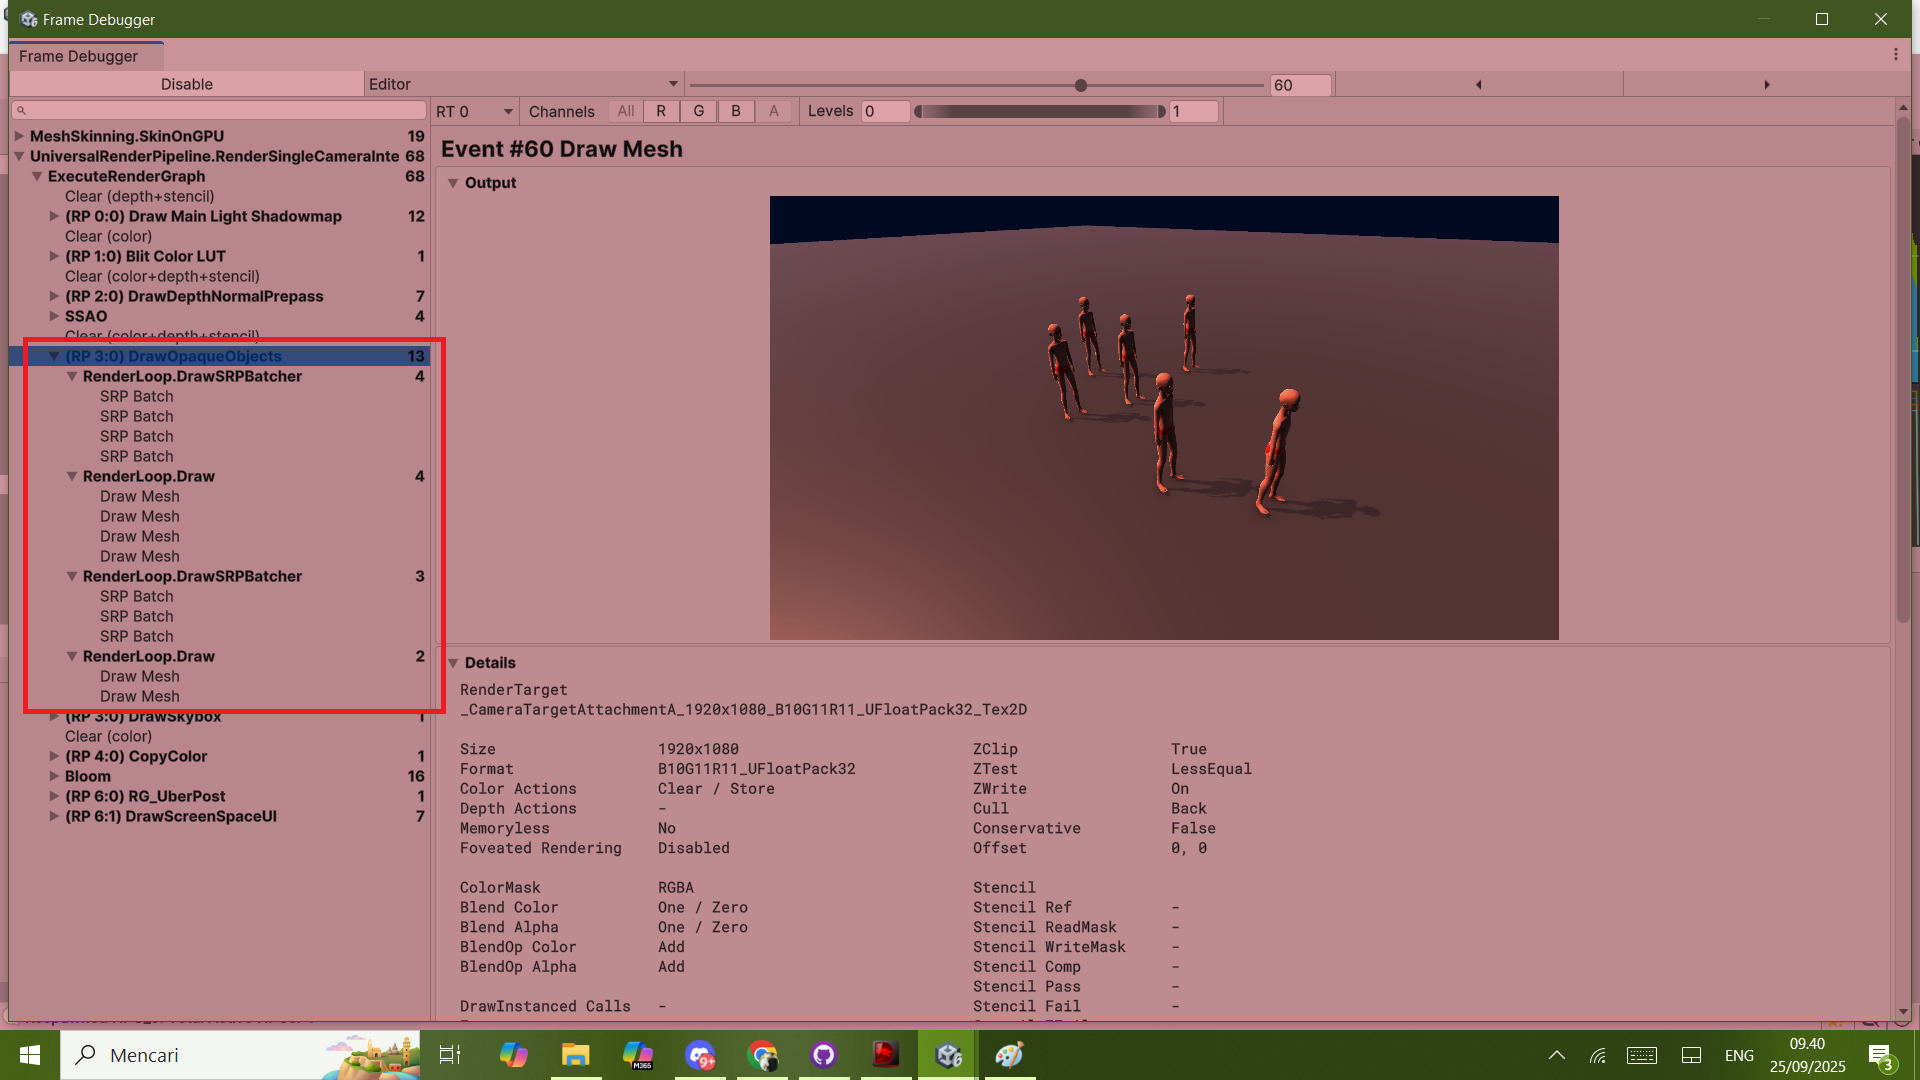 Frame Debugger
Frame Debugger
Disable
Editor
60
RT 0
Channels
All
R
G
B
A
Levels
0
1
MeshSkinning.SkinOnGPU 19
UniversalRenderPipeline.RenderSingleCameraInte 68
ExecuteRenderGraph 68
Clear (depth+stencil)
(RP 0:0) Draw Main Light Shadowmap 12
Clear (color)
(RP 1:0) Blit Color LUT 1
Clear (color+depth+stencil)
(RP 2:0) DrawDepthNormalPrepass 7
SSAO 4
Clear (color+depth+stencil)
(RP 3:0) DrawOpaqueObjects 13
RenderLoop.DrawSRPBatcher 4
SRP Batch
SRP Batch
SRP Batch
SRP Batch
RenderLoop.Draw 4
Draw Mesh
Draw Mesh
Draw Mesh
Draw Mesh
RenderLoop.DrawSRPBatcher 3
SRP Batch
SRP Batch
SRP Batch
RenderLoop.Draw 2
Draw Mesh
Draw Mesh
(RP 3:0) DrawSkybox 1
Clear (color)
(RP 4:0) CopyColor 1
Bloom 16
(RP 6:0) RG_UberPost 1
(RP 6:1) DrawScreenSpaceUI 7
Event #60 Draw Mesh
Output
Details
RenderTarget
_CameraTargetAttachmentA_1920x1080_B10G11R11_UFloatPack32_Tex2D
Size 1920x1080 ZClip True
Format B10G11R11_UFloatPack32 ZTest LessEqual
Color Actions Clear / Store ZWrite On
Depth Actions - Cull Back
Memoryless No Conservative False
Foveated Rendering Disabled Offset 0, 0
ColorMask RGBA Stencil
Blend Color One / Zero Stencil Ref -
Blend Alpha One / Zero Stencil ReadMask -
BlendOp Color Add Stencil WriteMask -
BlendOp Alpha Add Stencil Comp -
Stencil Pass -
DrawInstanced Calls - Stencil Fail -
Mencari
M365
9+
6
ENG
09.40
25/09/2025
3